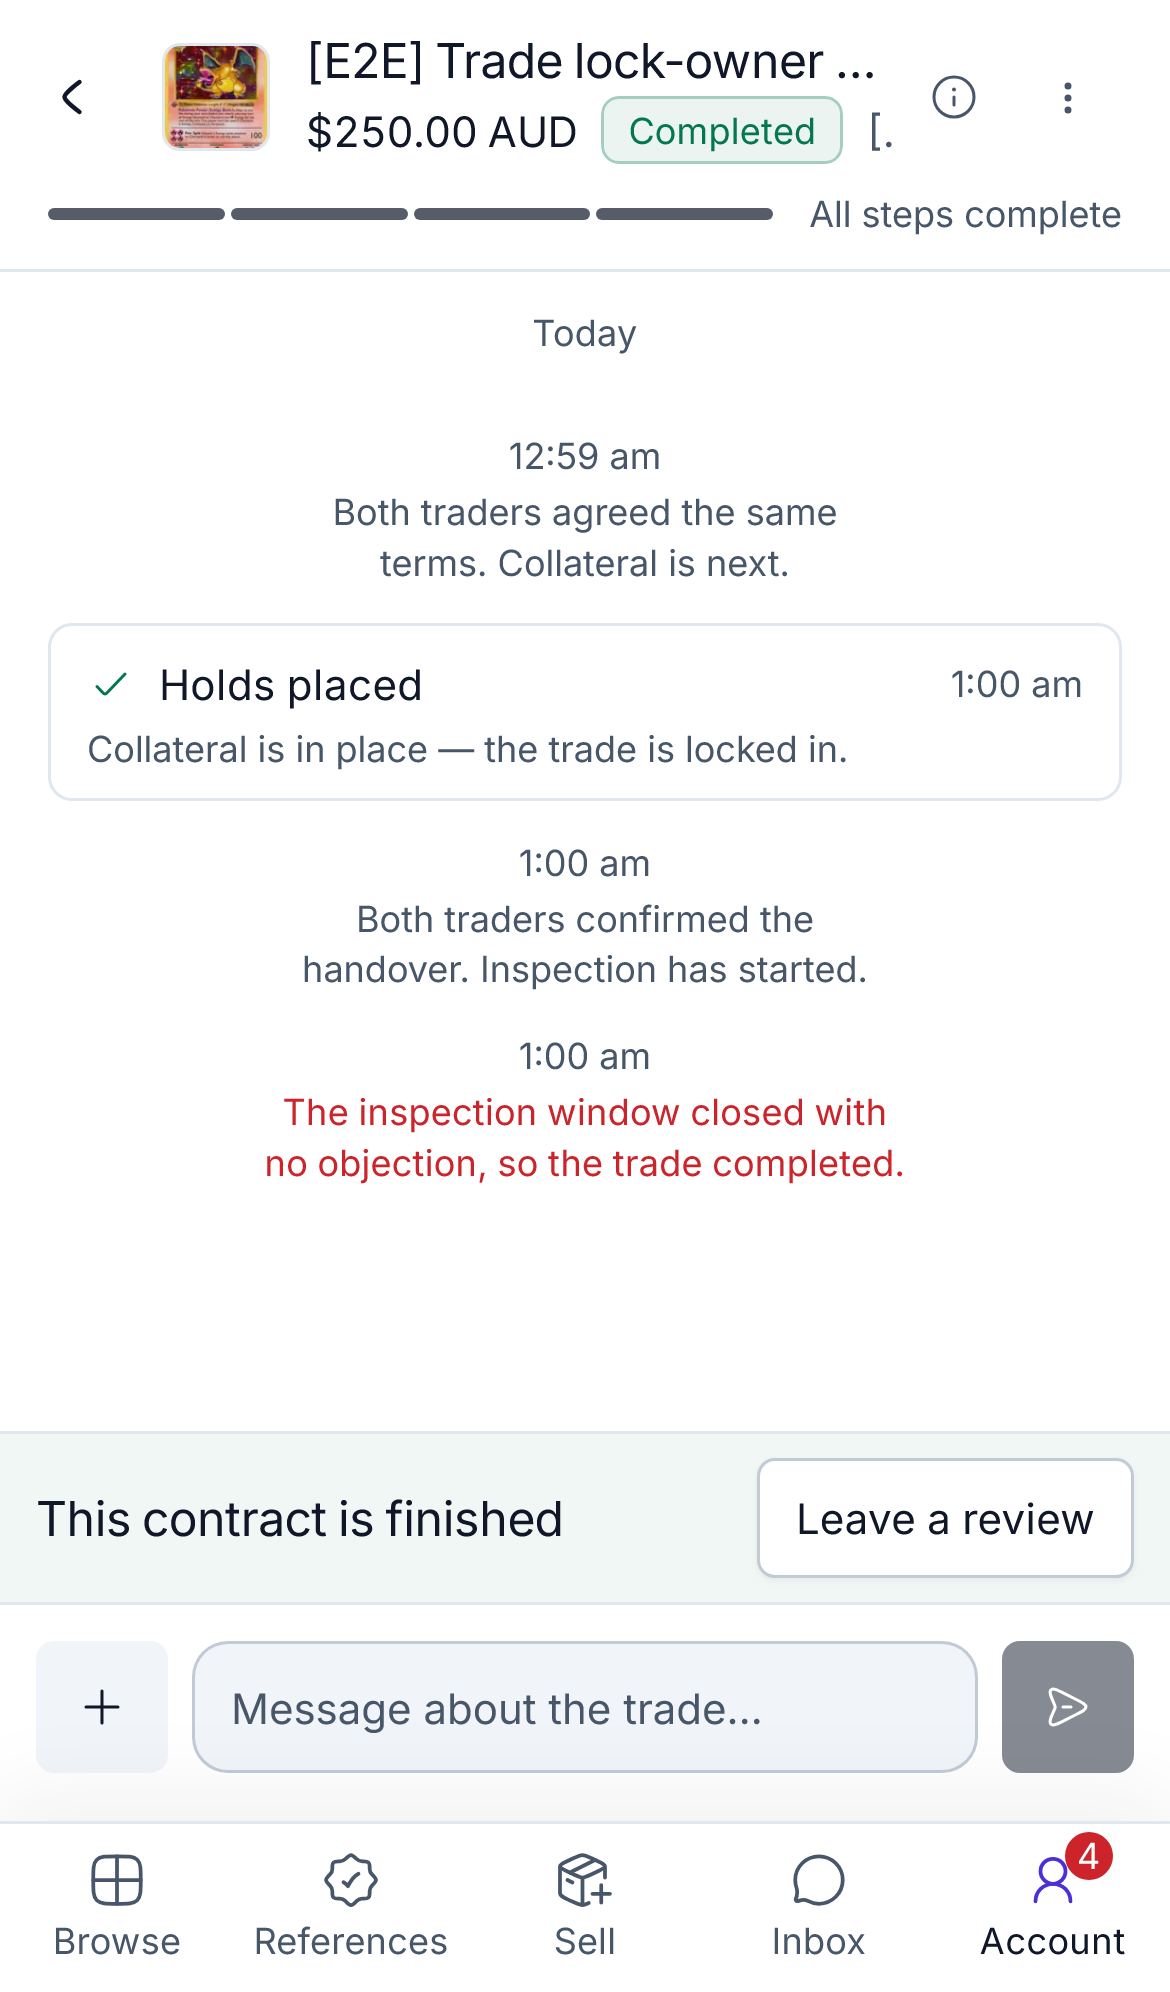 [E2E] Trade lock-owner ...
$250.00 AUD Completed [.
All steps complete
Today
12:59 am
Both traders agreed the same
terms. Collateral is next.
Holds placed 1:00 am
Collateral is in place — the trade is locked in.
1:00 am
Both traders confirmed the
handover. Inspection has started.
1:00 am
The inspection window closed with
no objection, so the trade completed.
This contract is finished Leave a review
Message about the trade...
4
Browse References Sell Inbox Account